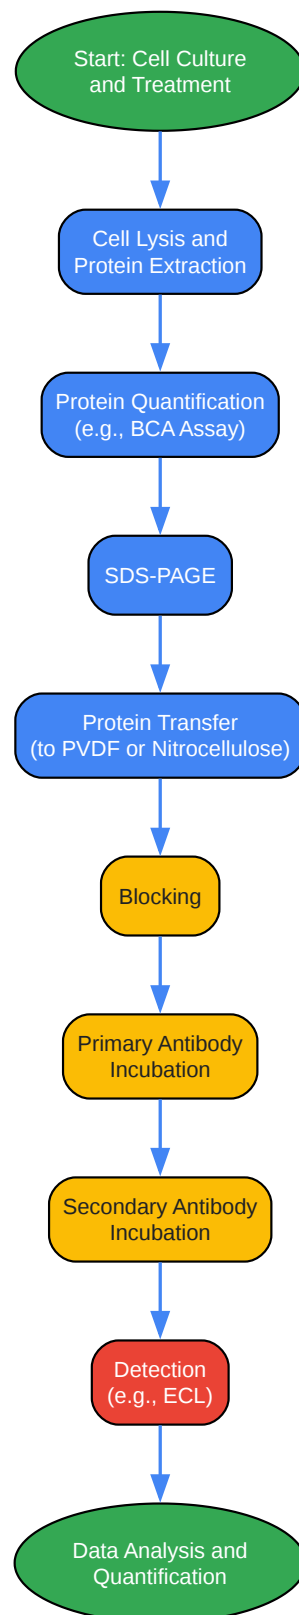 Start: Cell Culture
and Treatment
Cell Lysis and
Protein Extraction
Protein Quantification
(e.g., BCA Assay)
SDS-PAGE
Protein Transfer
(to PVDF or Nitrocellulose)
Blocking
Primary Antibody
Incubation
Secondary Antibody
Incubation
Detection
(e.g., ECL)
Data Analysis and
Quantification